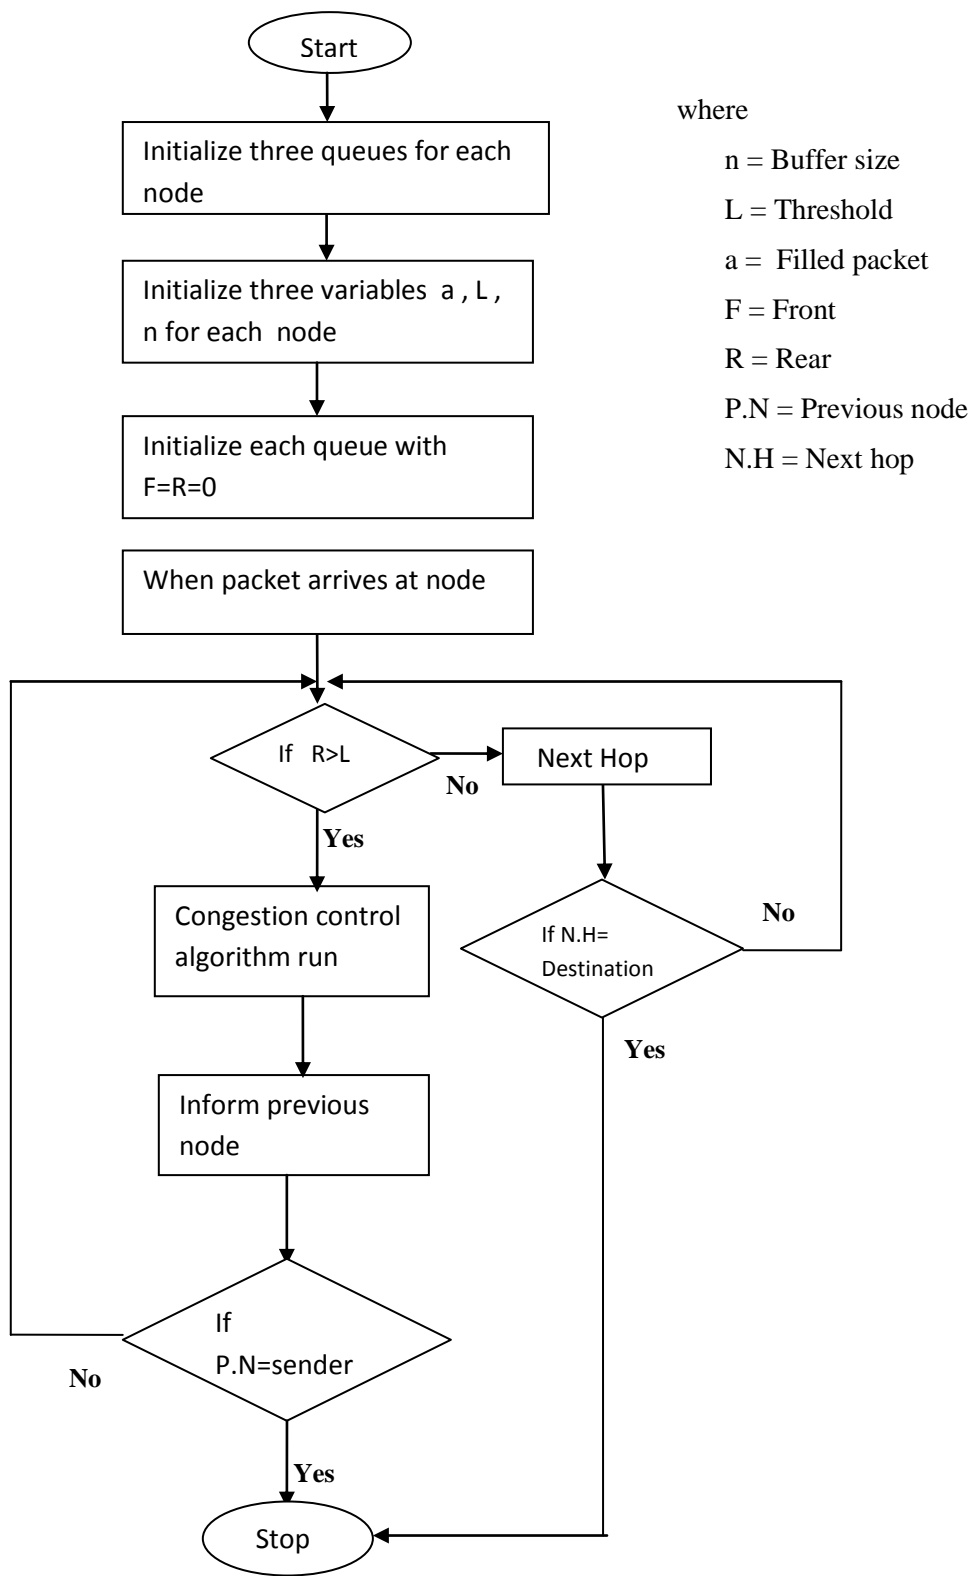 Start
Initialize three queues for each
node
Initialize three variables a , L ,
n for each node
Initialize each queue with
F=R=0
When packet arrives at node
where
n = Buffer size
L = Threshold
a = Filled packet
F = Front
R = Rear
P.N = Previous node
N.H = Next hop
If R>L
No
Next Hop
Yes
Congestion control
algorithm run
If N.H=
Destination
No
Yes
Inform previous
node
If
P.N=sender
No
Yes
Stop